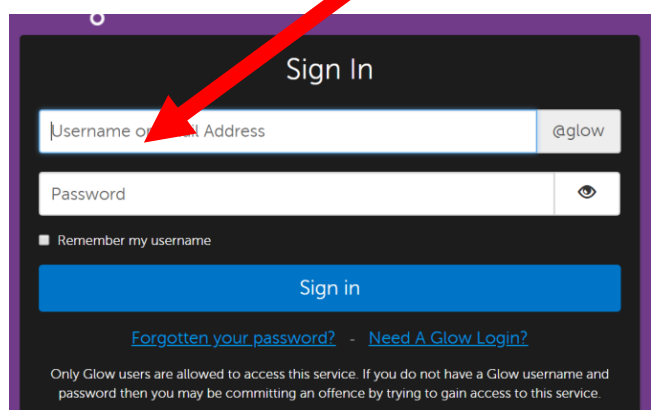 Sign In
Username or Address @glow
Password
Remember my username
Sign in
Forgotten your password? - Need A Glow Login?
Only Glow users are allowed to access this service. If you do not have a Glow username and
password then you may be committing an offence by trying to gain access to this service.